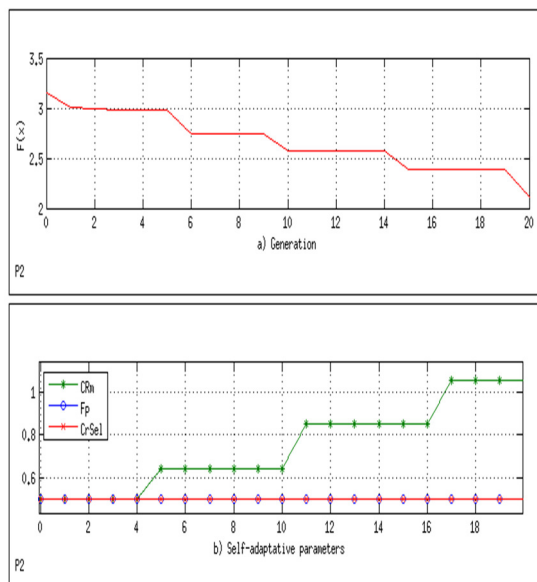 3.5
3
2.5
2
F(x)
0 2 4 6 8 10 12 14 16 18 20
a) Generation
P2
CRm
Fp
CrSel
1
0.8
0.6
0 2 4 6 8 10 12 14 16 18
b) Self-adaptative parameters
P2